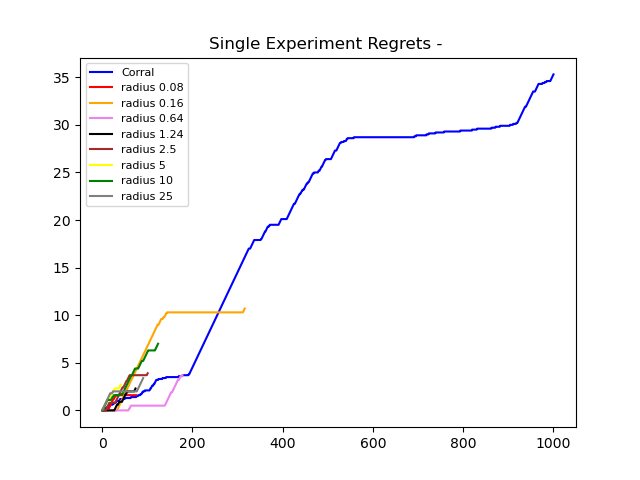 Single Experiment Regrets -
Corral
radius 0.08
radius 0.16
radius 0.64
radius 1.24
radius 2.5
radius 5
radius 10
radius 25
35
30
25
20
15
10
5
0
0 200 400 600 800 1000